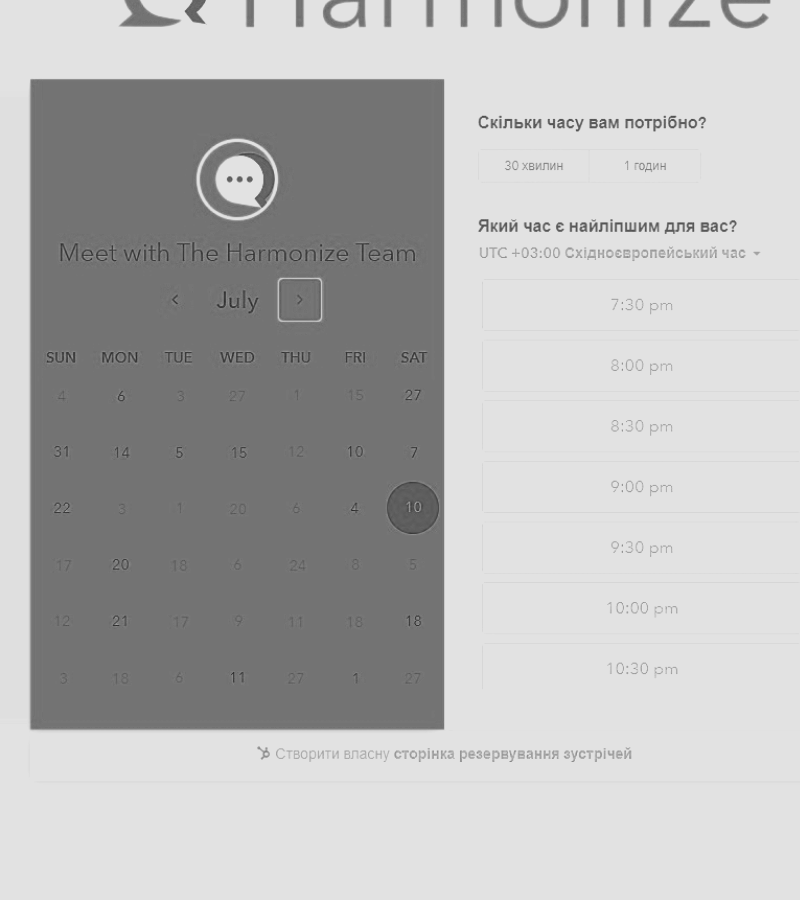 Harmonize
Meet with The Harmonize Team
July
SUN MON TUE WED THU FRI SAT
4 6 3 27 1 15 27
31 14 5 15 12 10 7
22 3 1 20 6 4 10
17 20 18 6 24 8 5
12 21 17 9 11 18 18
3 18 6 11 27 1 27
Скільки часу вам потрібно?
30 хвилин 1 годин
Який час є найліпшим для вас?
UTC +03:00 Східноєвропейський час
7:30 pm
8:00 pm
8:30 pm
9:00 pm
9:30 pm
10:00 pm
10:30 pm
Створити власну сторінка резервування зустрічей